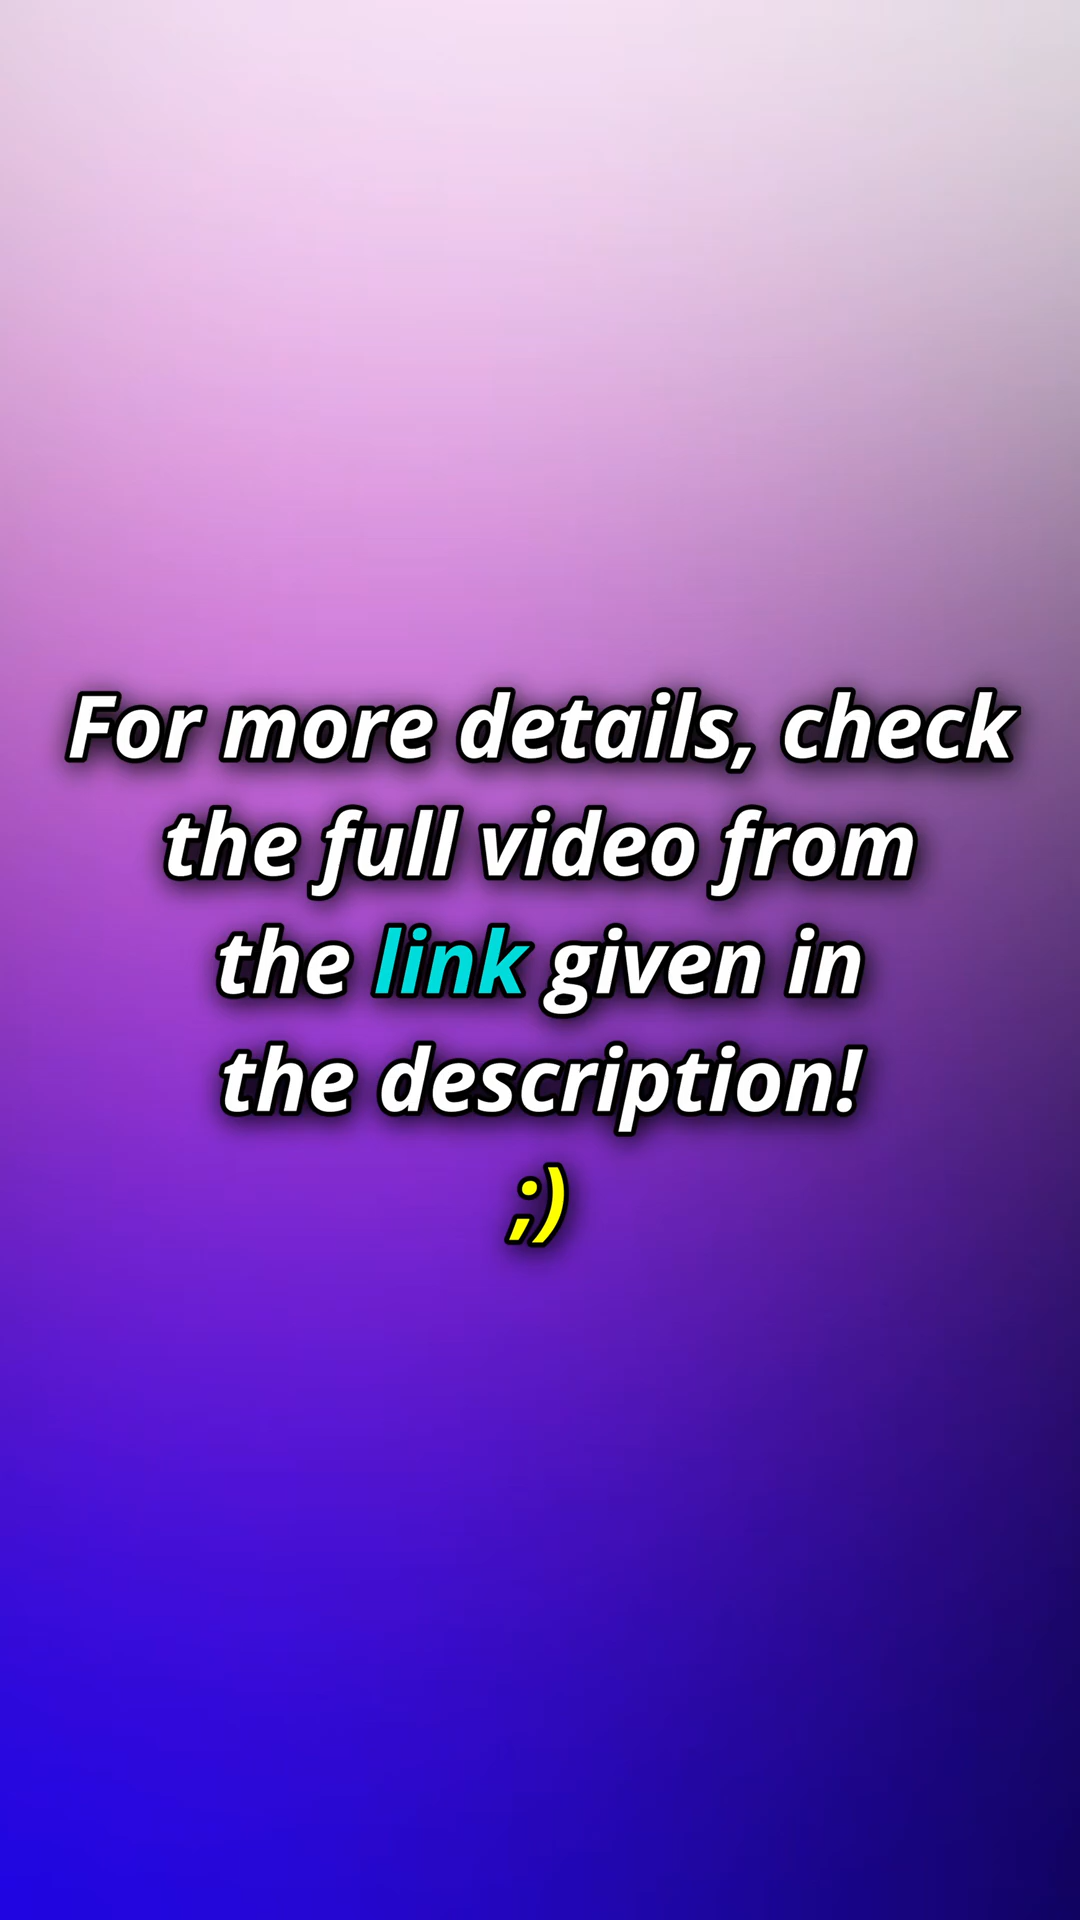 For more details, check
the full video from
the link given in
the description!
;)